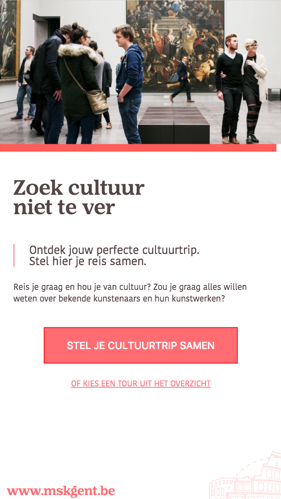 Zoek cultuur
niet te ver
Ontdek jouw perfecte cultuurtrip.
Stel hier je reis samen.
Reis je graag en hou je van cultuur? Zou je graag alles willen
weten over bekende kunstenaars en hun kunstwerken?
STEL JE CULTUURTRIP SAMEN
OF KIES EEN TOUR UIT HET OVERZICHT
www.mskgent.be